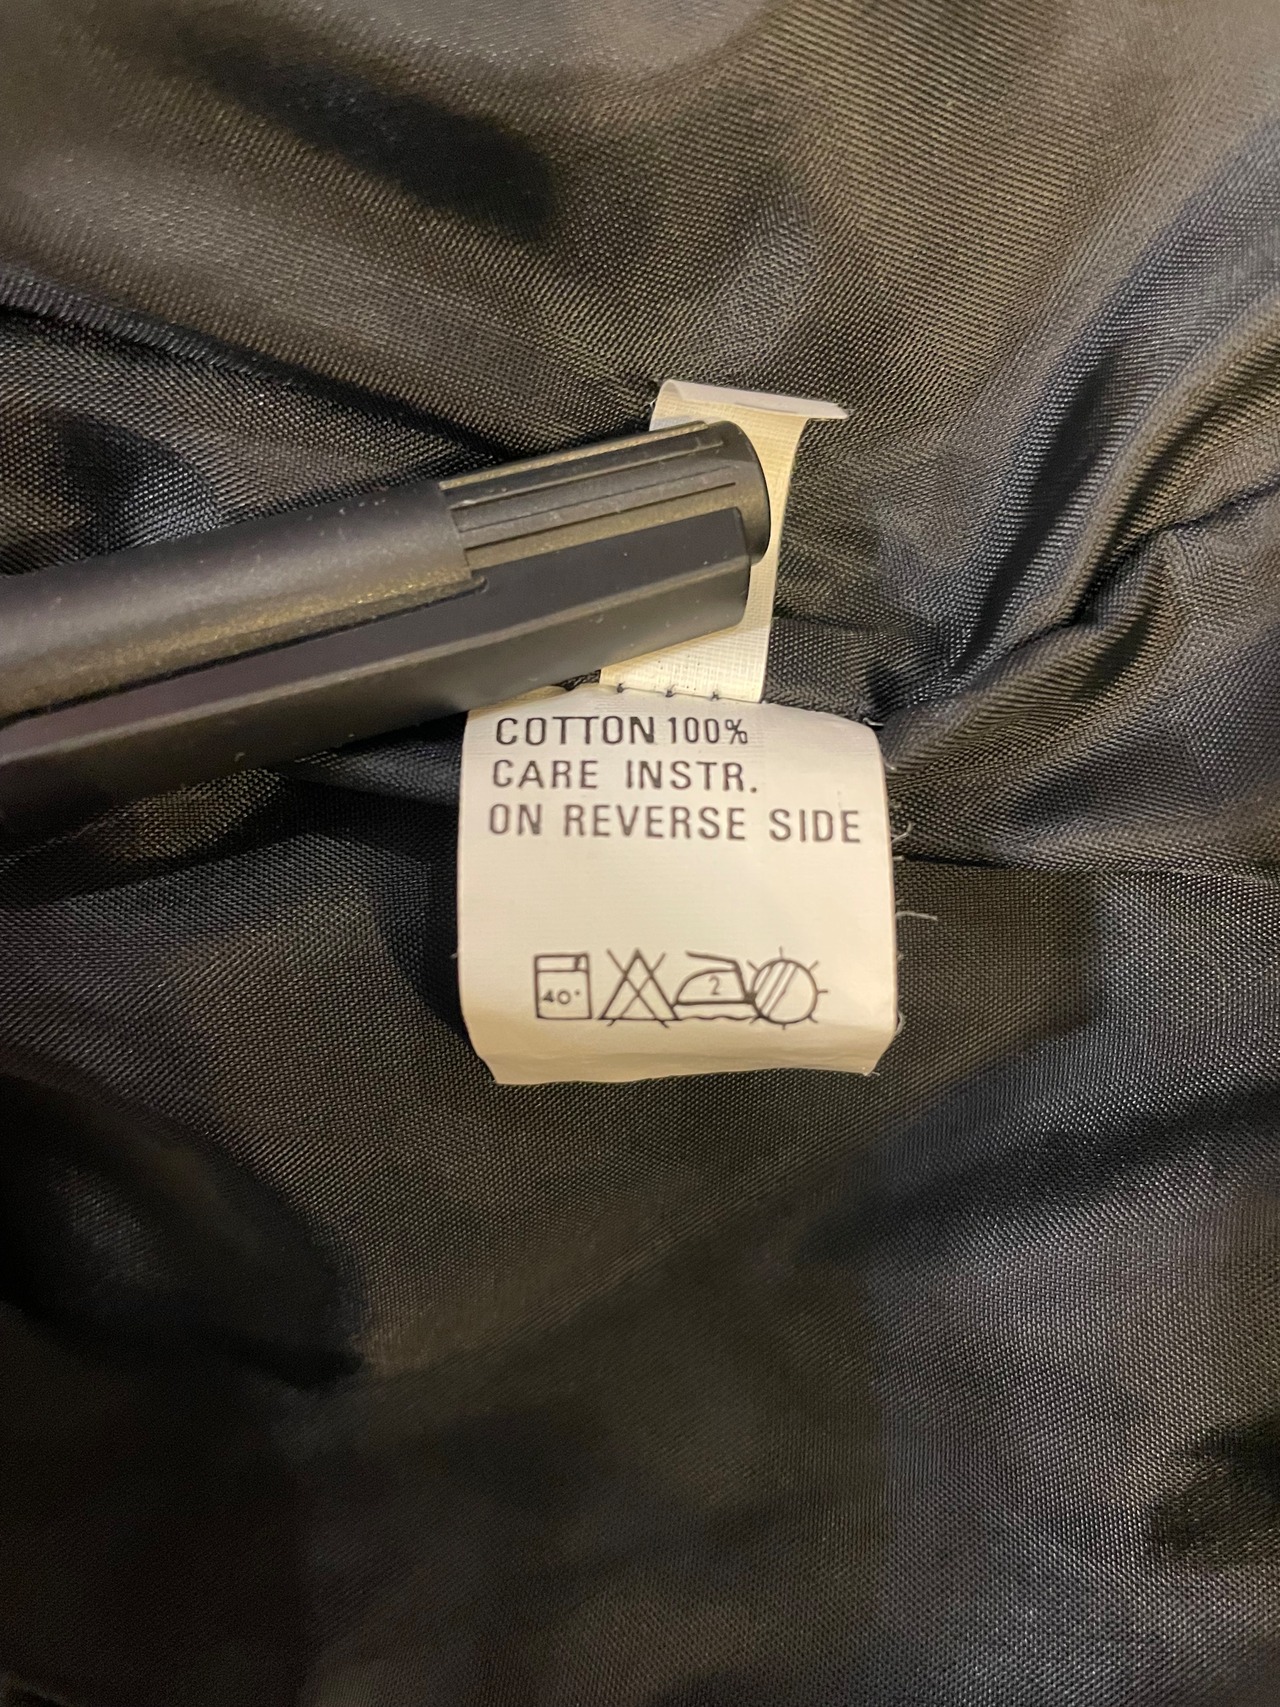 COTTON 100%
CARE INSTR.
ON REVERSE SIDE
40°
2